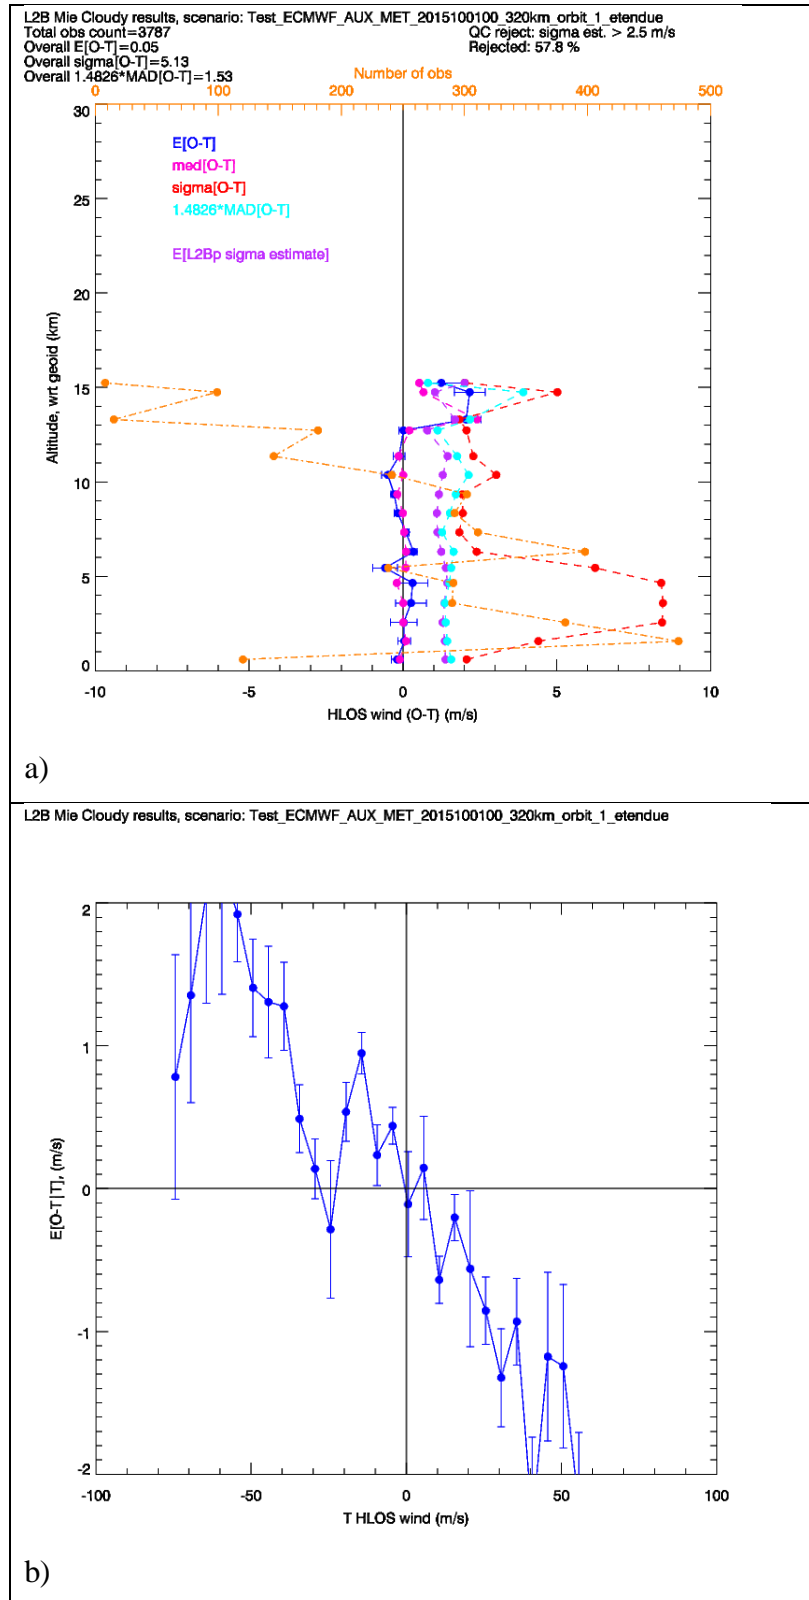 L2B Mie Cloudy results, scenario: Test_ECMWF_AUX_MET_2015100100_320km_orbit_1_etendue
Total obs count=3787 QC reject: sigma est. > 2.5 m/s
Overall E[O-T]=0.05 Rejected: 57.8 %
Overall sigma[O-T]=5.13
Overall 1.4826*MAD[O-T]=1.53
Number of obs
0 100 200 300 400 500
30
25
20
15
10
5
0
Altitude, wrt geoid (km)
E[O-T]
med[O-T]
sigma[O-T]
1.4826*MAD[O-T]
E[L2Bp sigma estimate]
-10 -5 0 5 10
HLOS wind (O-T) (m/s)
a)
L2B Mie Cloudy results, scenario: Test_ECMWF_AUX_MET_2015100100_320km_orbit_1_etendue
2
1
0
-1
-2
E[O-T|T], (m/s)
-100 -50 0 50 100
T HLOS wind (m/s)
b)